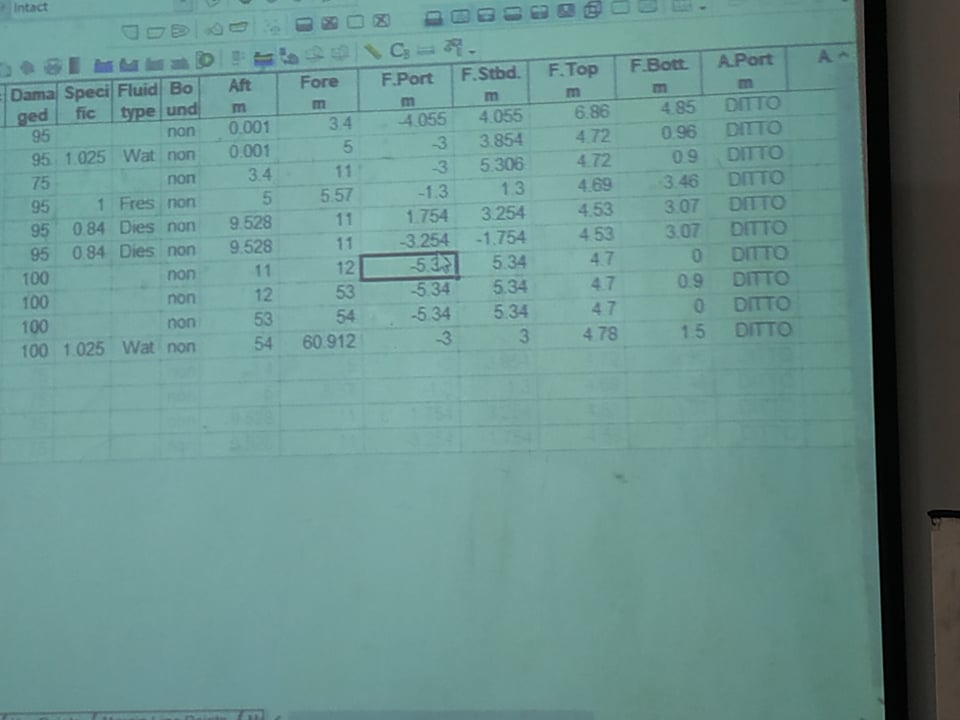 Intact
Dama ged Speci fic Fluid type Bo und Aft m Fore m F.Port m F.Stbd. m F.Top m F.Bott. m A.Port m A.
95 non 0.001 3.4 -4.055 4.055 6.86 4.85 DITTO
95 1.025 Wat non 0.001 5 -3 3.854 4.72 0.96 DITTO
75 non 3.4 11 -3 5.306 4.72 0.9 DITTO
95 1 Fres non 5 5.57 -1.3 1.3 4.69 3.46 DITTO
95 0.84 Dies non 9.528 11 1.754 3.254 4.53 3.07 DITTO
95 0.84 Dies non 9.528 11 -3.254 -1.754 4.53 3.07 DITTO
100 non 11 12 5.34 4.7 0 DITTO
100 non 12 53 -5.34 5.34 4.7 0.9 DITTO
100 non 53 54 -5.34 5.34 4.7 0 DITTO
100 1.025 Wat non 54 60.912 -3 3 4.78 1.5 DITTO